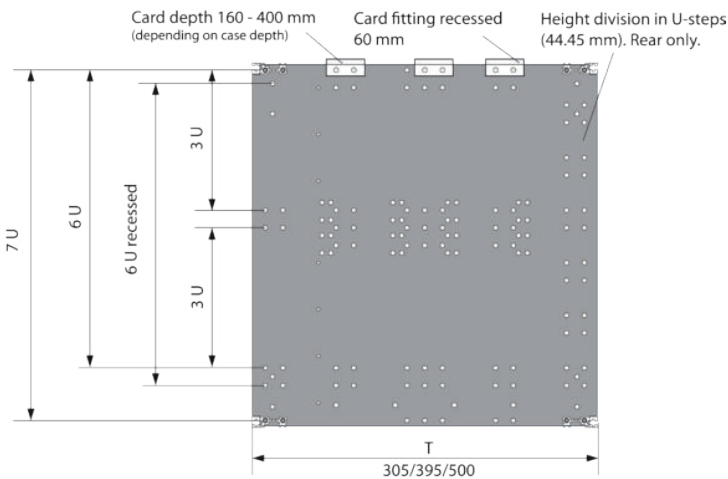 Card depth 160 - 400 mm
(depending on case depth)
Card fitting recessed
60 mm
Height division in U-steps
(44.45 mm). Rear only.
7 U
6 U
6 U recessed
3 U
3 U
T
305/395/500